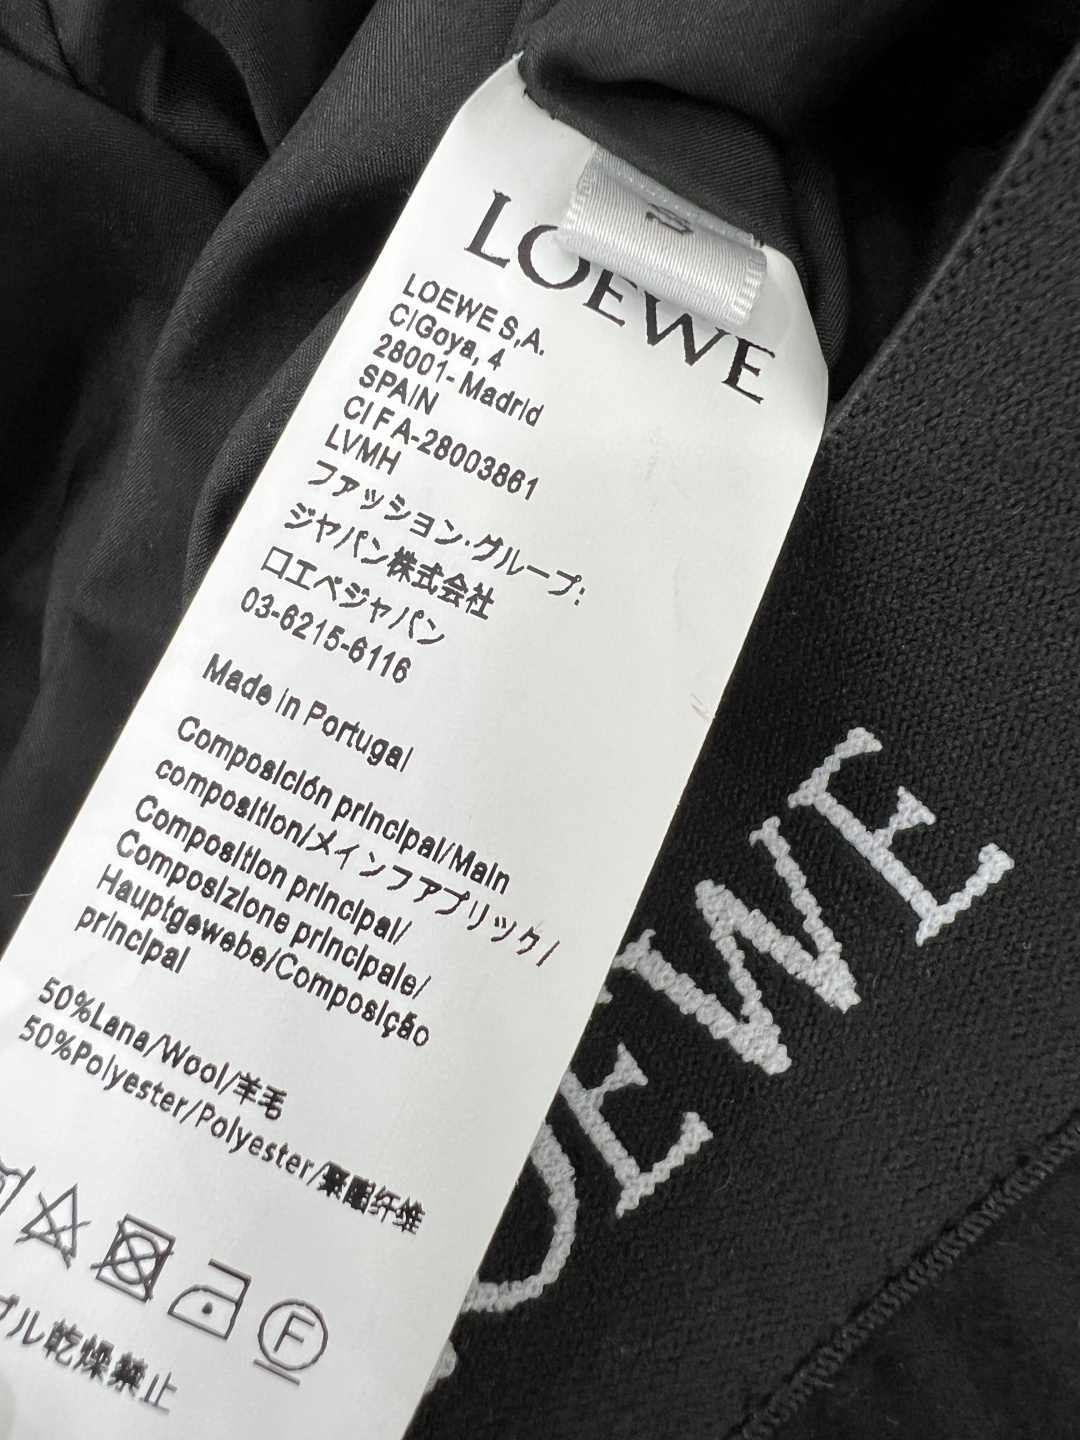 LOEWE
LOEWE S,A.
C/Goya, 4
28001- Madrid
SPAIN
CI F A-28003861
LVMH
ファッション・グループ:
ジャパン株式会社
口エベジャパン
03-6215-6116
Made in Portugal
Composición principal/Main
composition/メインファブリック/
Composition principal/
Composizione principale/
Hauptgewebe/Composição
principal
50%Lana/Wool/羊毛
50%Polyester/Polyester/聚酯纤维
F
ブル乾燥禁止
OEWE